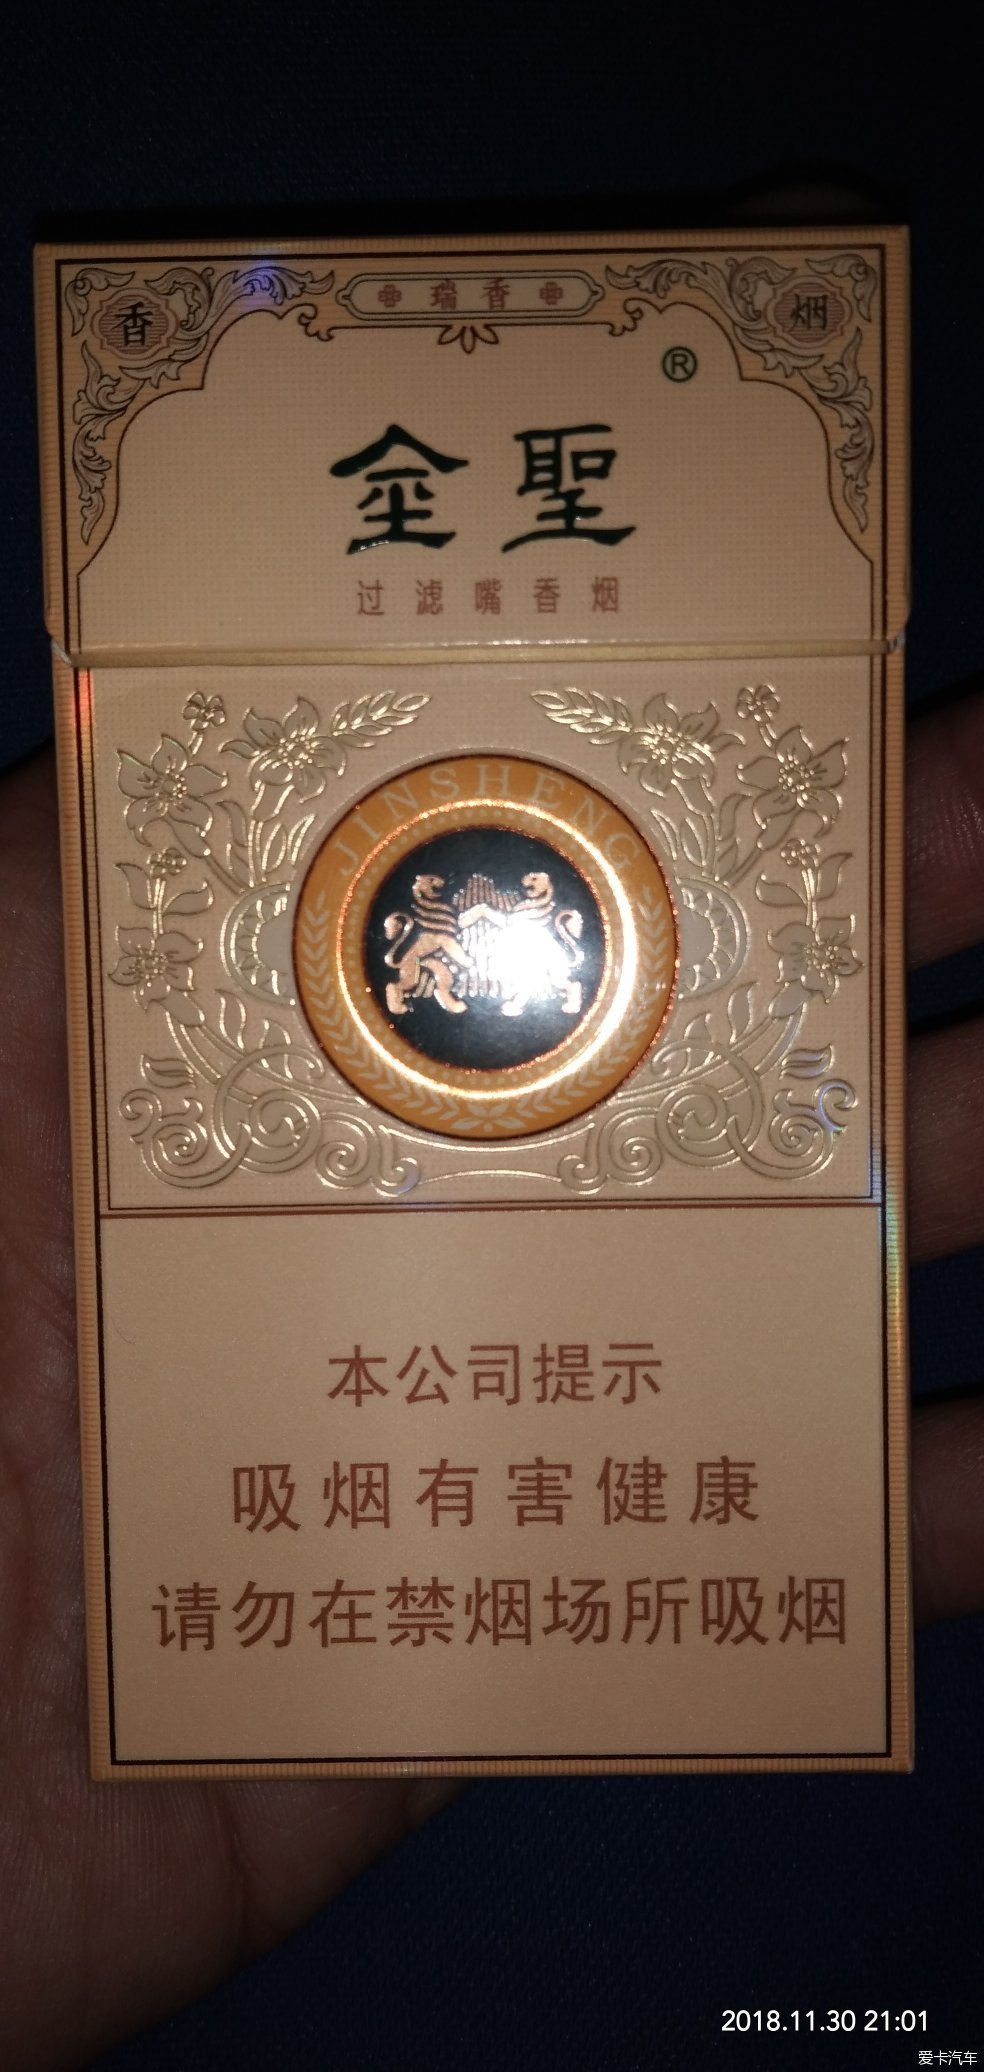 瑞香
香
烟
®
金聖
过滤嘴香烟
JINSHENG
本公司提示
吸烟有害健康
请勿在禁烟场所吸烟
2018.11.30 21:01
爱卡汽车